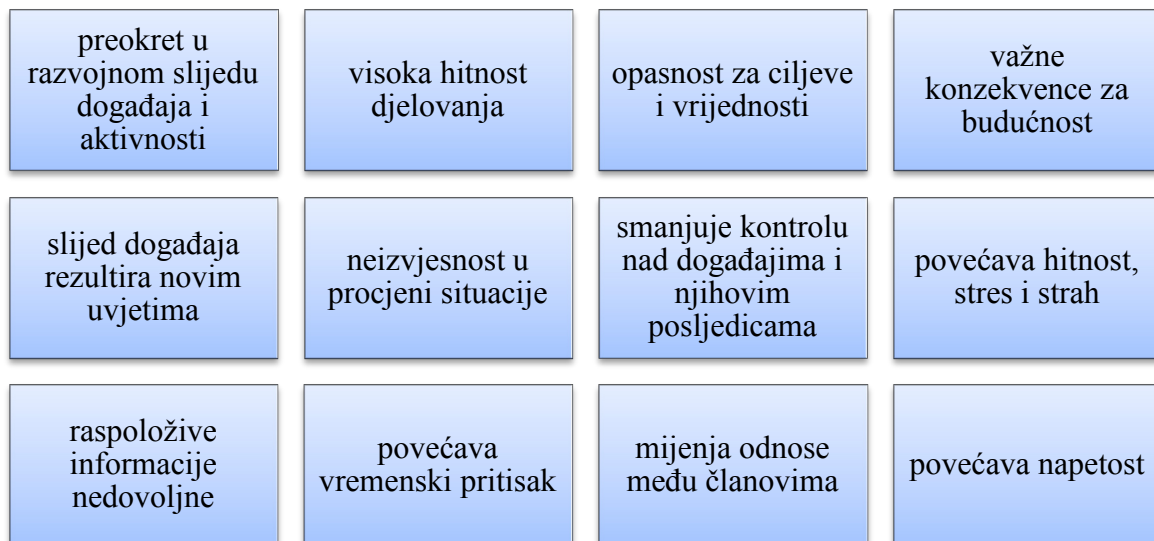 preokret u
razvojnom slijedu
događaja i
aktivnosti
visoka hitnost
djelovanja
opasnost za ciljeve
i vrijednosti
važne
konzekvence za
budućnost
slijed događaja
rezultira novim
uvjetima
neizvjesnost u
procjeni situacije
smanjuje kontrolu
nad događajima i
njihovim
posljedicama
povećava hitnost,
stres i strah
raspoložive
informacije
nedovoljne
povećava
vremenski pritisak
mijenja odnose
među članovima
povećava napetost